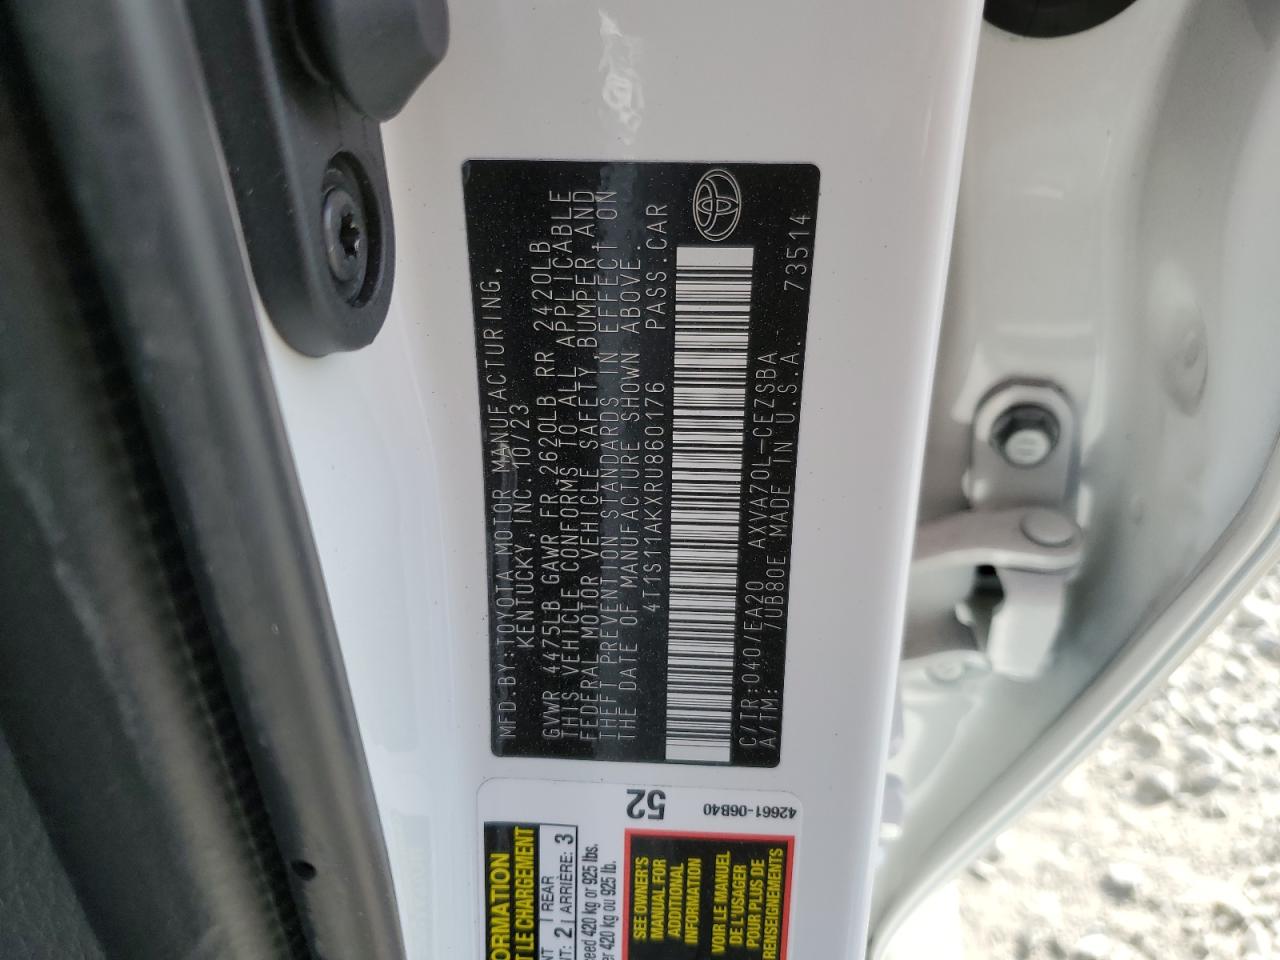 MFD.BY:TOYOTA MOTOR MANUFACTURING,
KENTUCKY,INC. 10/23
GVWR 4475LB GAWR FR 2620LB RR 2420LB
THIS VEHICLE CONFORMS TO ALL APPLICABLE
FEDERAL MOTOR VEHICLE SAFETY,BUMPER,AND
THEFT PREVENTION STANDARDS IN EFFECT ON
THE DATE OF MANUFACTURE SHOWN ABOVE.
4T1S11AKXRU860176 PASS.CAR
C/TR:040/EA20 AXVA70L-CEZSBA 73514
A/TM: /UB80E MADE IN U.S.A.
52
42661-06B40
ORMATION
T LE CHARGEMENT
NT 2 REAR 3
NT: ARRIÈRE:
eed 420 kg or 925 lbs.
er 420 kg ou 925 lb.
SEE OWNER'S
MANUAL FOR
ADDITIONAL
INFORMATION
VOIR LE MANUEL
DE L'USAGER
POUR PLUS DE
RENSEIGNEMENTS